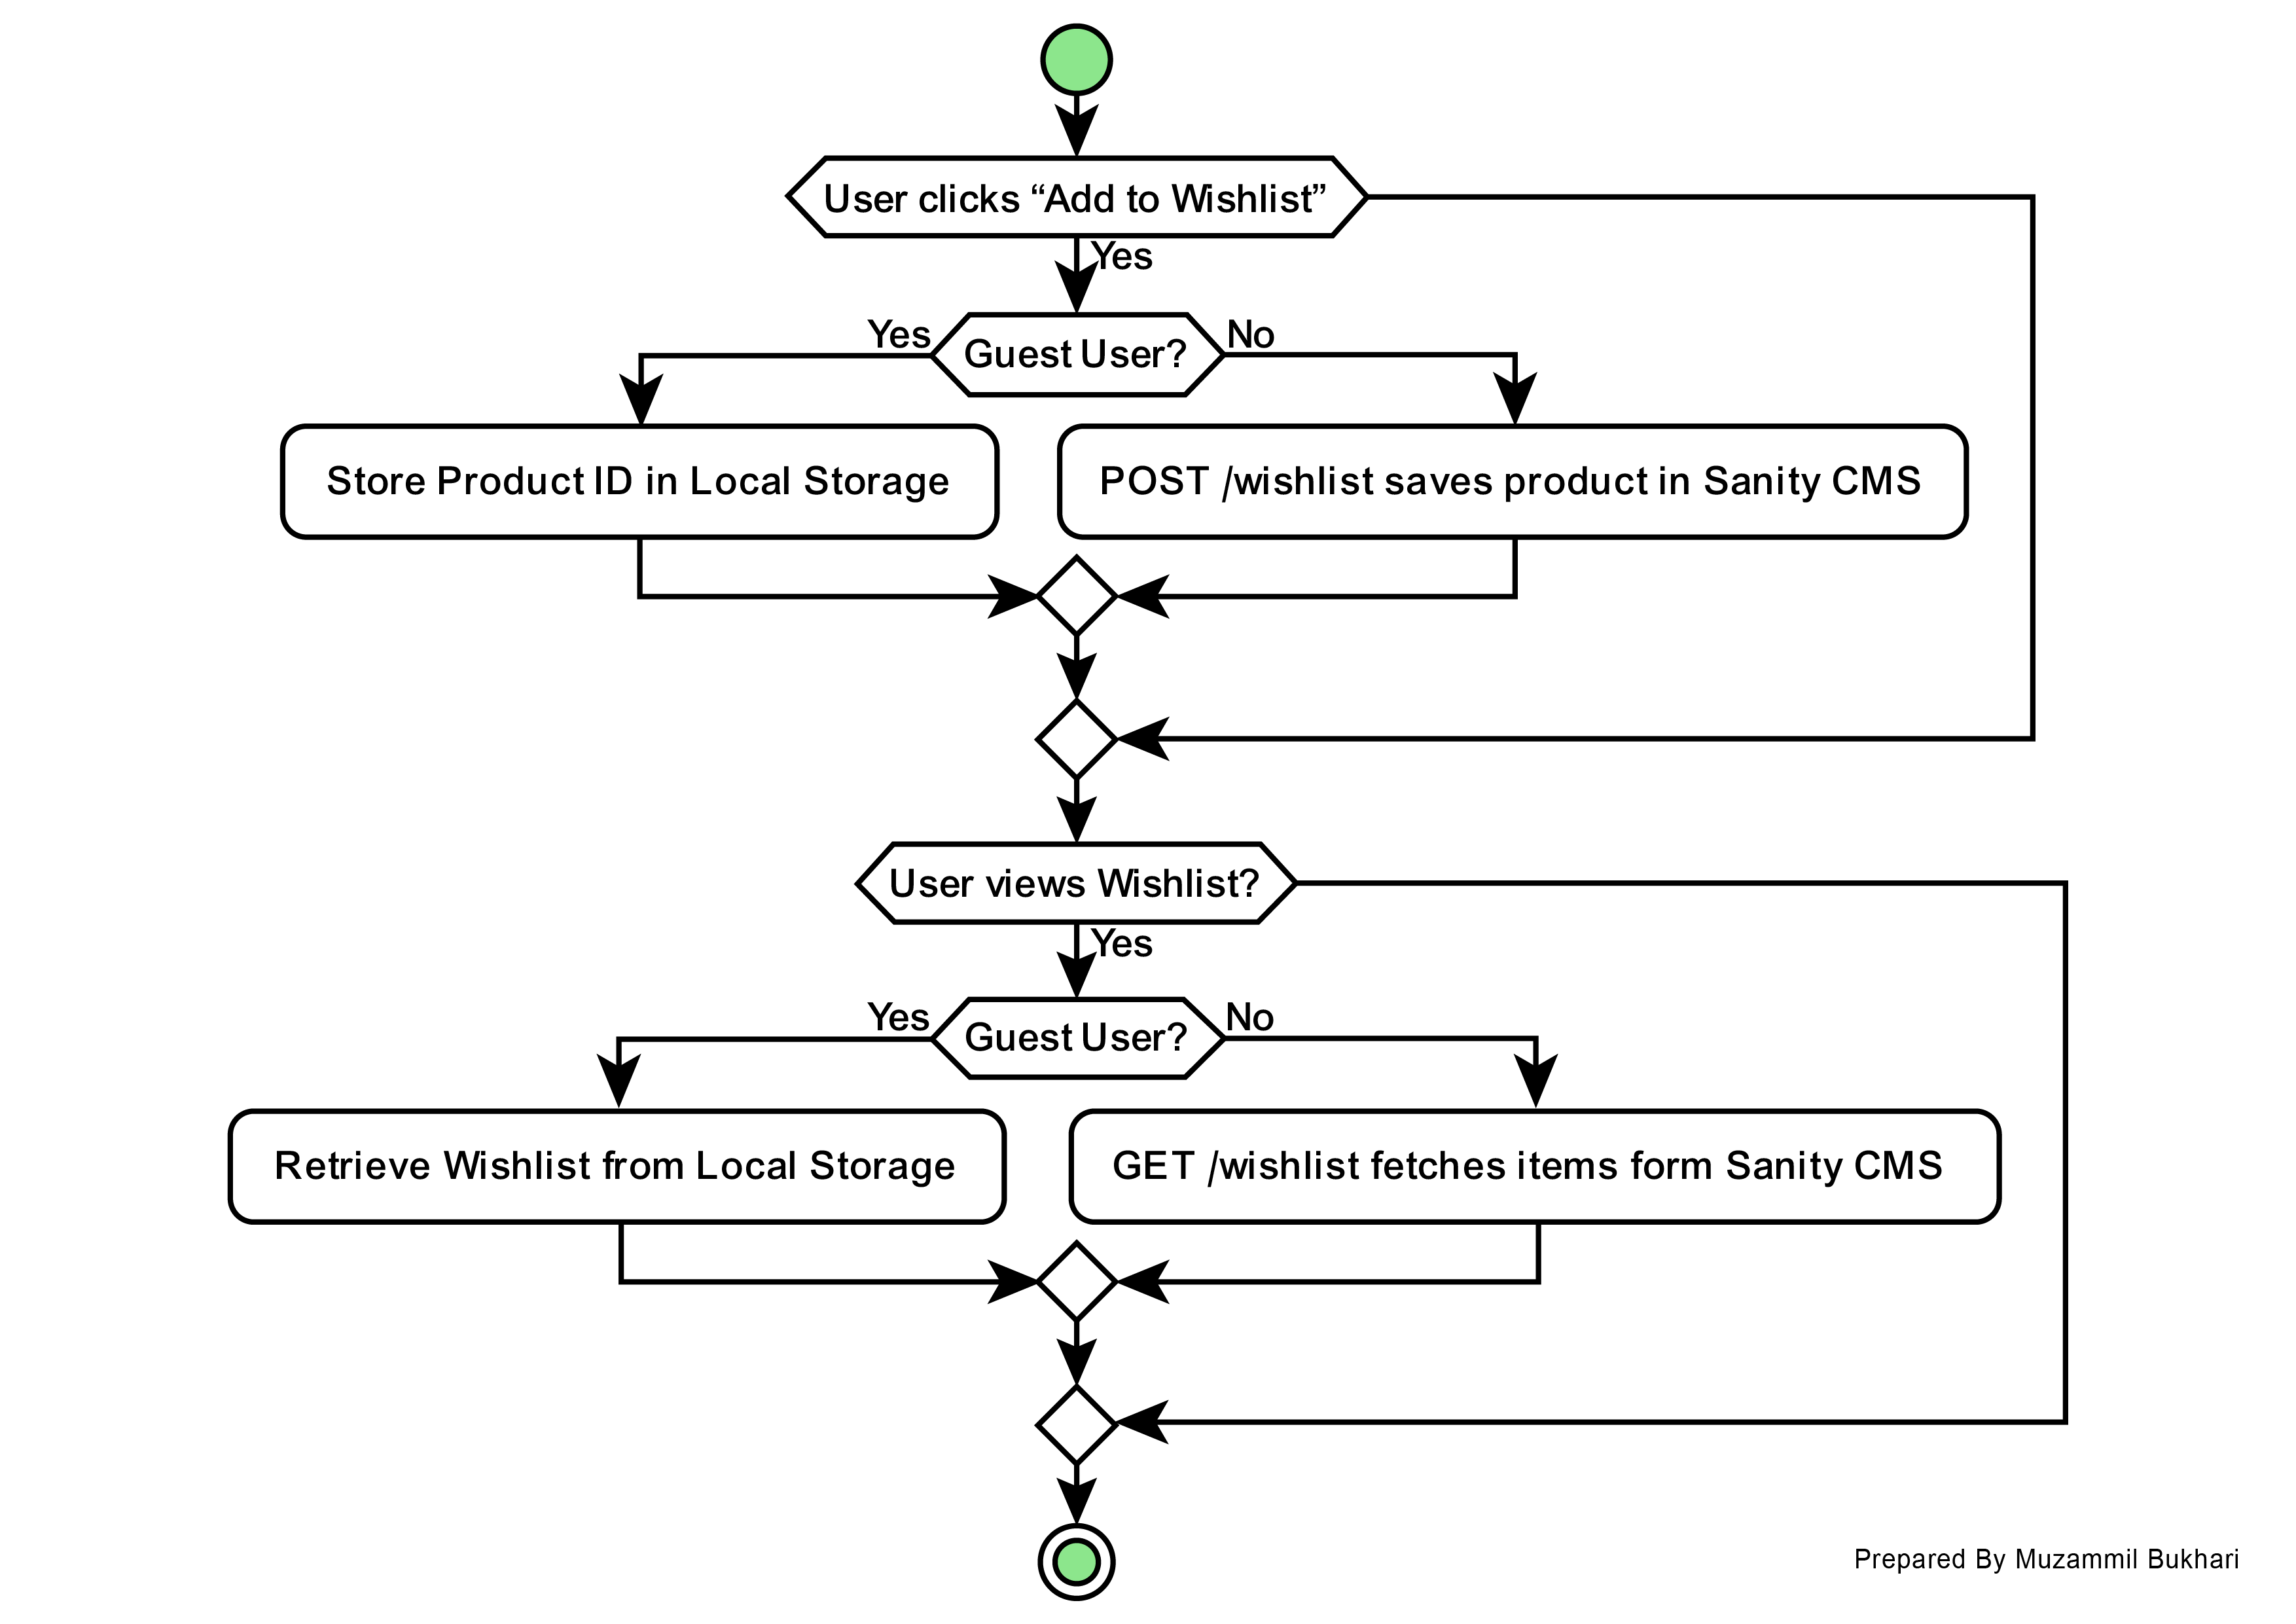 User clicks “Add to Wishlist”
Yes
Yes
Guest User?
No
Store Product ID in Local Storage
POST /wishlist saves product in Sanity CMS
User views Wishlist?
Yes
Yes
Guest User?
No
Retrieve Wishlist from Local Storage
GET /wishlist fetches items form Sanity CMS
Prepared By Muzammil Bukhari